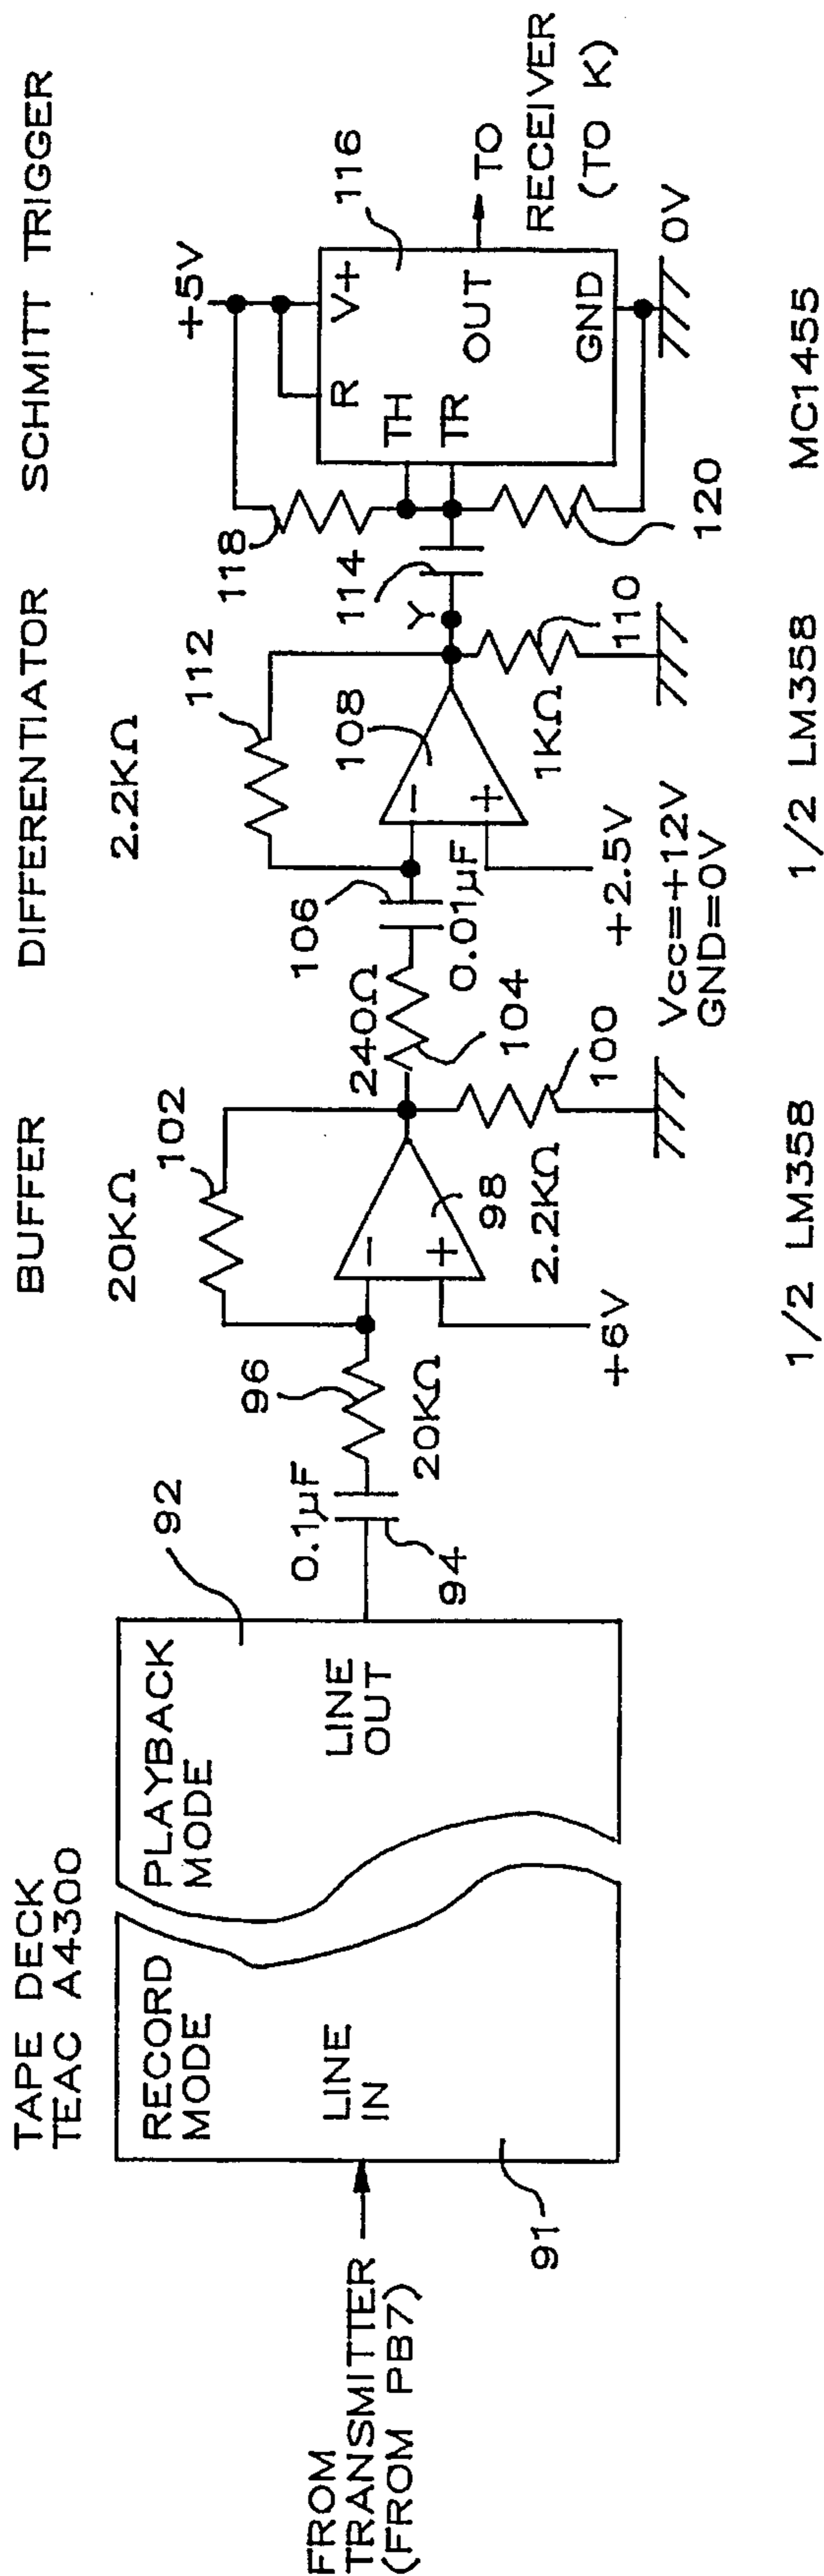 TAPE DECK
TEAC A4300
BUFFER
DIFFERENTIATOR
SCHMITT TRIGGER
RECORD
MODE
PLAYBACK
MODE
LINE
IN
LINE
OUT
91
92
FROM
TRANSMITTER
(FROM PB7)
0.1µF
94
96
20KΩ
20KΩ
102
98
+6V
2.2KΩ
100
240Ω
104
106
0.01µF
2.2KΩ
112
108
+2.5V
Vcc=+12V
GND=0V
1KΩ
110
Y
114
118
120
+5V
R
V+
TH
TR
OUT
GND
116
0V
TO
RECEIVER
(TO K)
1/2 LM358
1/2 LM358
MC1455